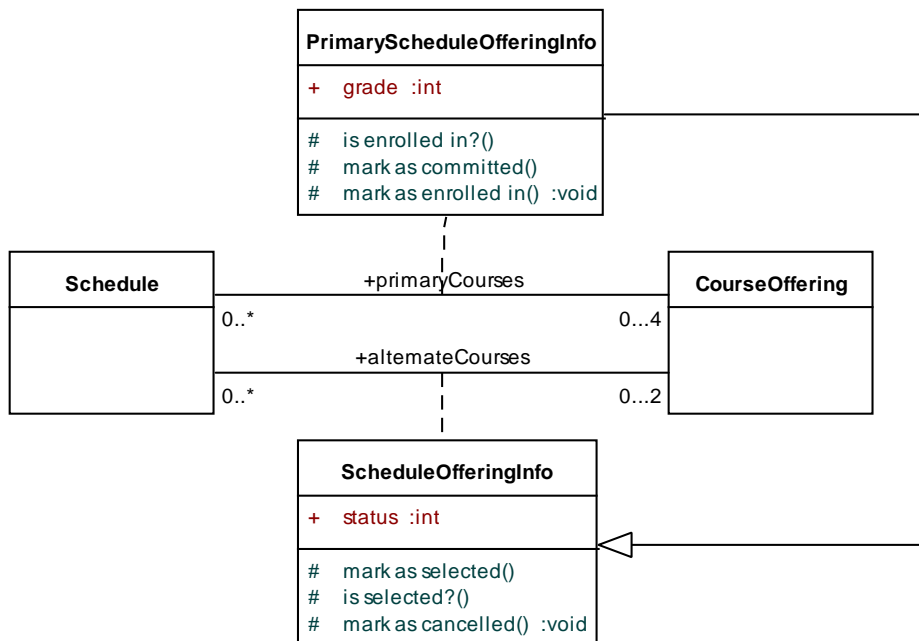 PrimaryScheduleOfferingInfo
+ grade :int
# is enrolled in?()
# mark as committed()
# mark as enrolled in() :void
Schedule
+primaryCourses
CourseOffering
0..*
0...4
+alternateCourses
0..*
0...2
ScheduleOfferingInfo
+ status :int
# mark as selected()
# is selected?()
# mark as cancelled() :void